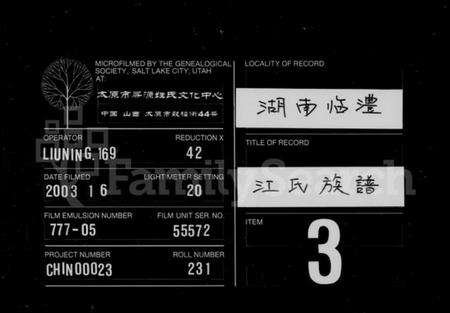 MICROFILMED BY THE GENEALOGICAL
SOCIETY, SALT LAKE CITY, UTAH
AT:
太原市尋源姓氏文化中心
中國 山西 太原市
44号
OPERATOR
LIUNING. 169
REDUCTION X
42
DATE FILMED
2003 1 6
LIGHT METER SETTING
20
FILM EMULSION NUMBER
777-05
FILM UNIT SER. NO.
55572
PROJECT NUMBER
CHIN00023
ROLL NUMBER
231
LOCALITY OF RECORD
湖南临澧
TITLE OF RECORD
江氏族譜
ITEM
3
FamilySearch